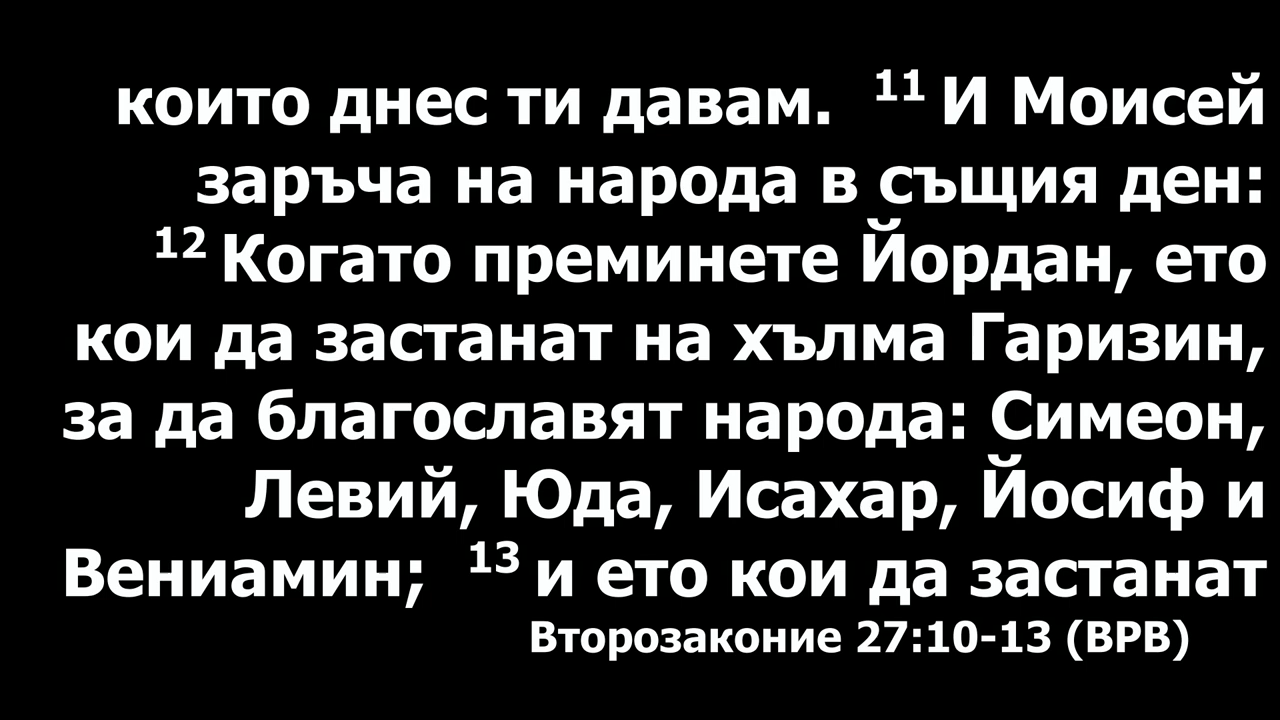 които днес ти давам. 11 И Моисей
заръча на народа в същия ден:
12 Когато преминете Йордан, ето
кои да застанат на хълма Гаризин,
за да благославят народа: Симеон,
Левий, Юда, Исахар, Йосиф и
Вениамин; 13 и ето кои да застанат
Второзаконие 27:10-13 (ВРВ)